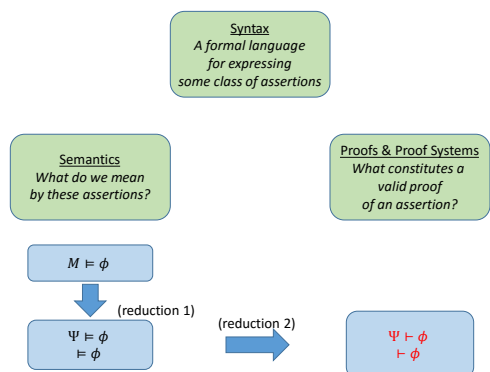 Syntax
A formal language
for expressing
some class of assertions
Semantics
What do we mean
by these assertions?
Proofs & Proof Systems
What constitutes a
valid proof
of an assertion?
M ⊨ ϕ
(reduction 1)
Ψ ⊨ ϕ
⊨ ϕ
(reduction 2)
Ψ ⊢ ϕ
⊢ ϕ